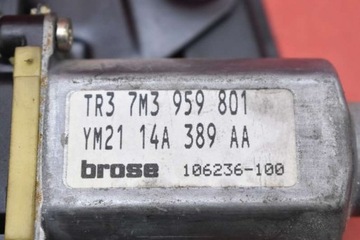 TR3 7M3 959 801
YM21 14A 389 AA
brose 106236-100